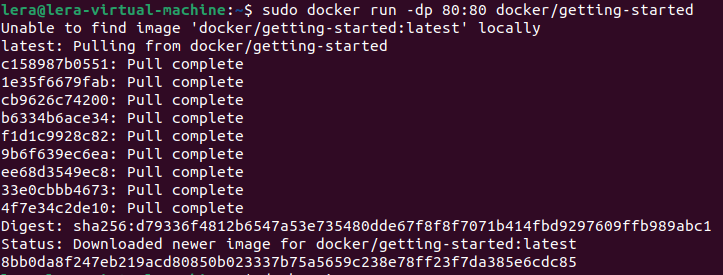 lera@lera-virtual-machine:~$ sudo docker run -dp 80:80 docker/getting-started
Unable to find image 'docker/getting-started:latest' locally
latest: Pulling from docker/getting-started
c158987b0551: Pull complete
1e35f6679fab: Pull complete
cb9626c74200: Pull complete
b6334b6ace34: Pull complete
f1d1c9928c82: Pull complete
9b6f639ec6ea: Pull complete
ee68d3549ec8: Pull complete
33e0cbbb4673: Pull complete
4f7e34c2de10: Pull complete
Digest: sha256:d79336f4812b6547a53e735480dde67f8f8f7071b414fbd9297609ffb989abc1
Status: Downloaded newer image for docker/getting-started:latest
8bb0da8f247eb219acd80850b023337b75a5659c238e78ff23f7da385e6cdc85